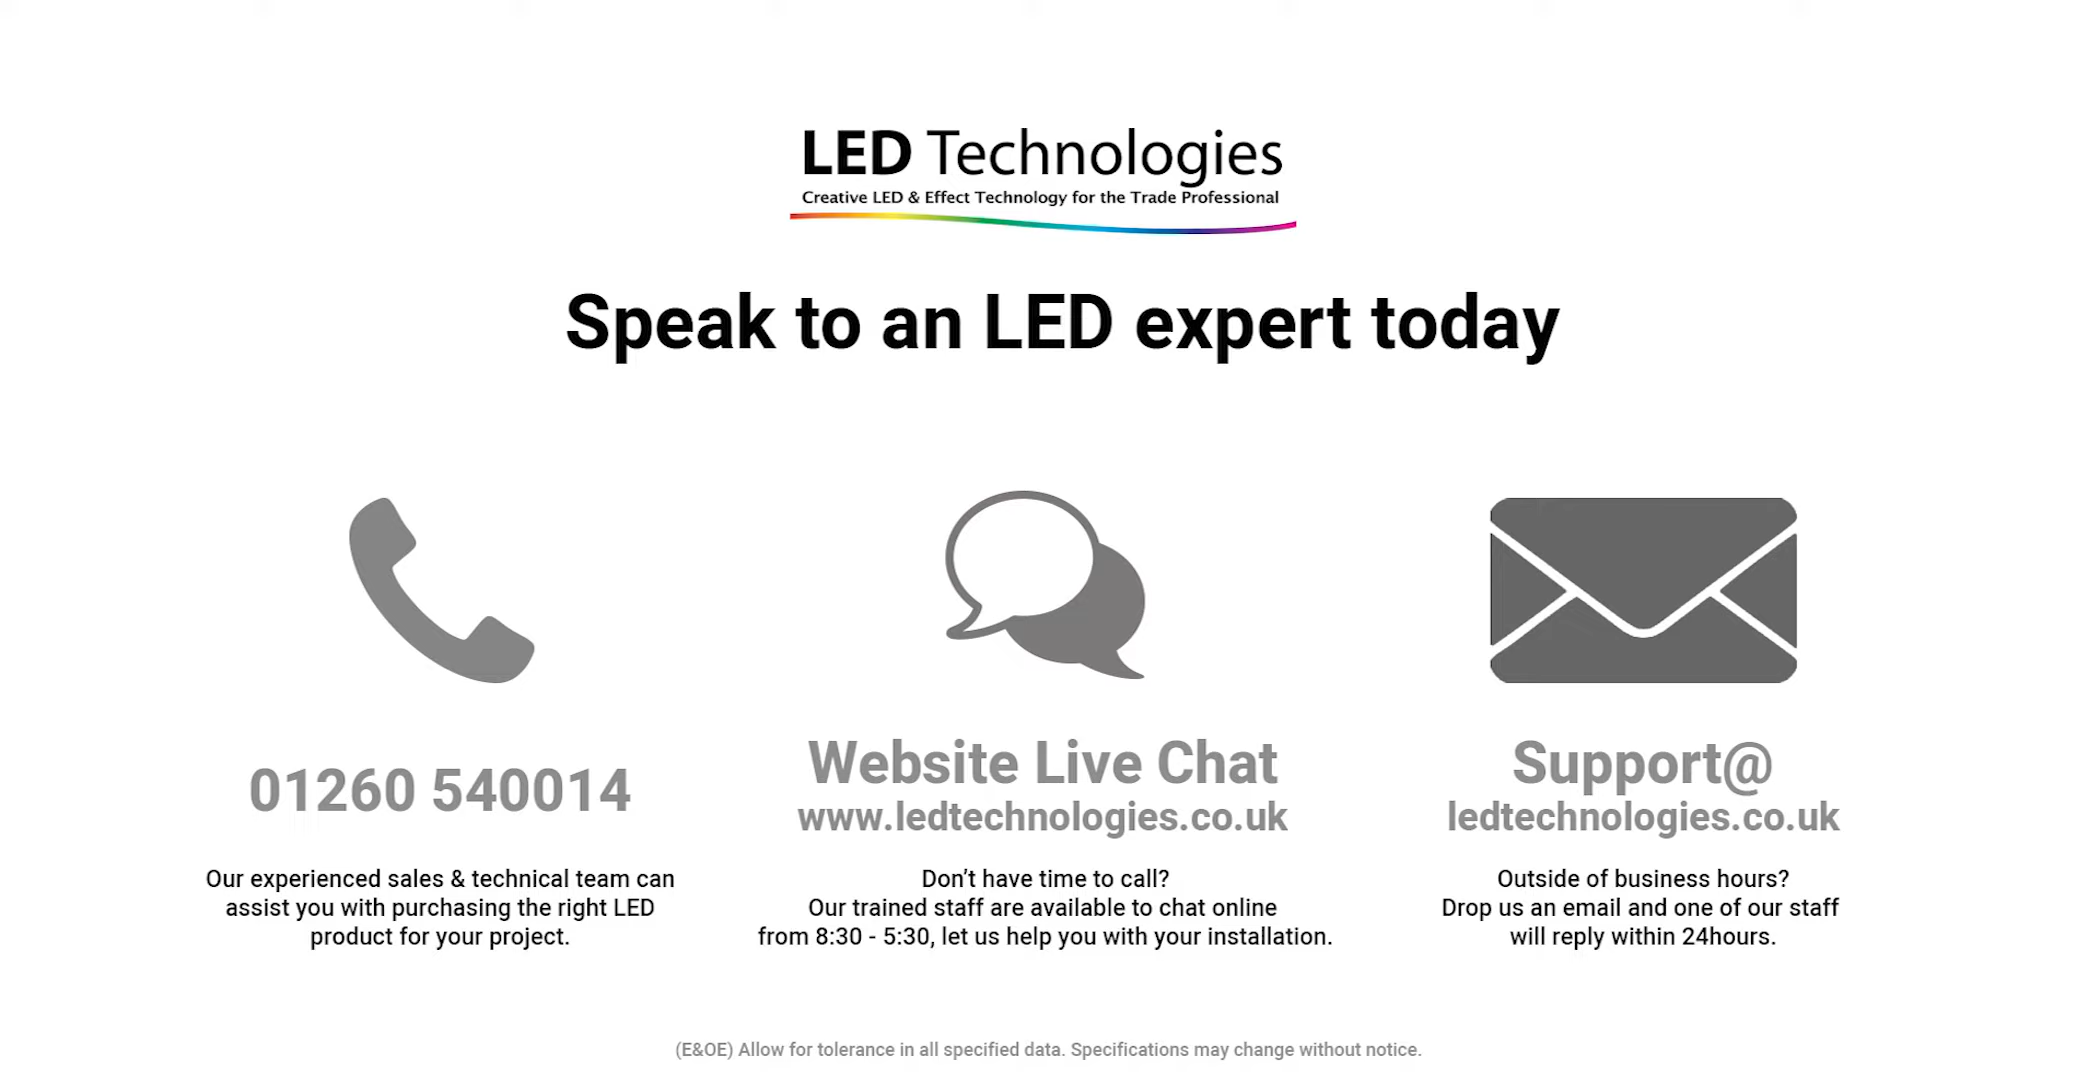 LED Technologies
Creative LED & Effect Technology for the Trade Professional
Speak to an LED expert today
01260 540014
Our experienced sales & technical team can
assist you with purchasing the right LED
product for your project.
Website Live Chat
www.ledtechnologies.co.uk
Don’t have time to call?
Our trained staff are available to chat online
from 8:30 - 5:30, let us help you with your installation.
Support@
ledtechnologies.co.uk
Outside of business hours?
Drop us an email and one of our staff
will reply within 24hours.
(E&OE) Allow for tolerance in all specified data. Specifications may change without notice.